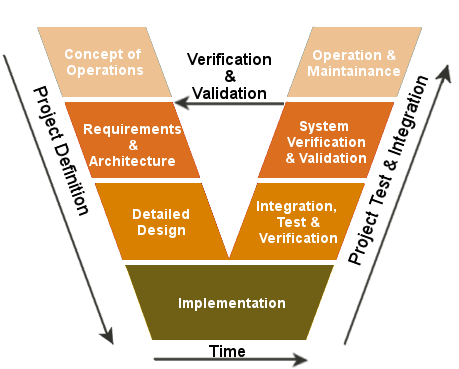 Concept of
Operations
Verification
&
Validation
Operation &
Maintainance
Project Definition
Requirements
&
Architecture
System
Verification
& Validation
Project Test & Integration
Detailed
Design
Integration,
Test &
Verification
Implementation
Time